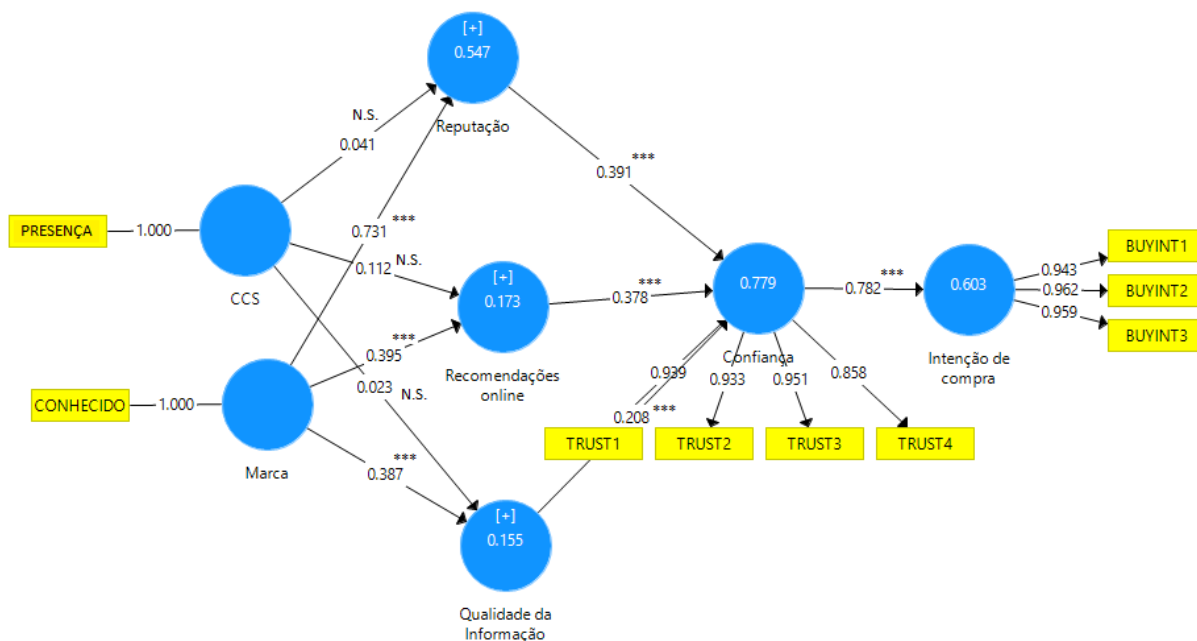 [+]
0.547
Reputação
N.S.
0.041
0.391
***
PRESENÇA
1.000
CCS
0.731
***
0.112
N.S.
[+]
0.173
Recomendações
online
0.378
***
0.779
Confiança
0.782
***
0.603
Intenção de
compra
0.943
0.962
0.959
BUYINT1
BUYINT2
BUYINT3
0.395
***
0.023
N.S.
CONHECIDO
1.000
Marca
0.387
***
0.939
0.933
0.951
0.858
0.208
***
TRUST1
TRUST2
TRUST3
TRUST4
[+]
0.155
Qualidade da
Informação